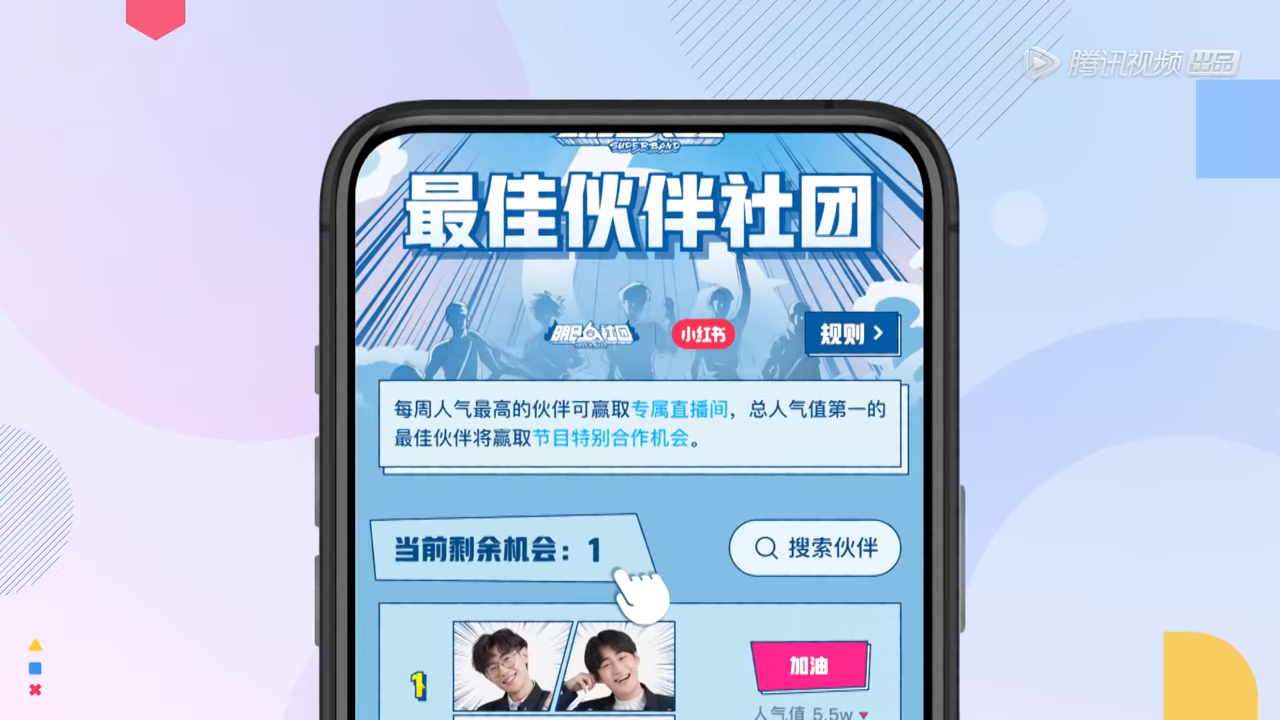 腾讯视频 出品
SUPER BAND
最佳伙伴社团
明日社团 小红书 规则 >
每周人气最高的伙伴可赢取专属直播间，总人气值第一的
最佳伙伴将赢取节目特别合作机会。
当前剩余机会：1
搜索伙伴
1
加油
人气值 5.5w